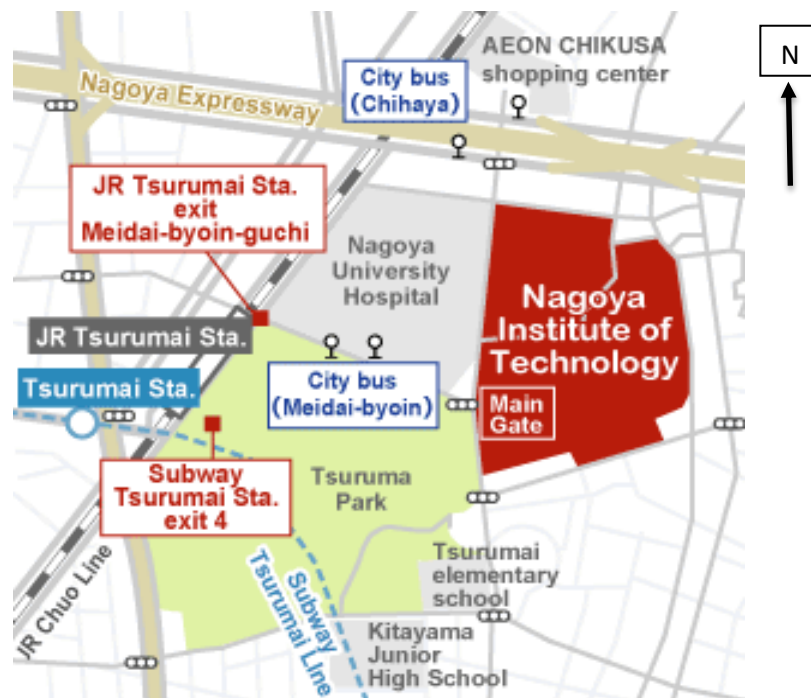 AEON CHIKUSA
shopping center
N
City bus
(Chihaya)
Nagoya Expressway
JR Tsurumai Sta.
exit
Meidai-byoin-guchi
Nagoya
University
Hospital
Nagoya
Institute of
Technology
JR Tsurumai Sta.
Tsurumai Sta.
City bus
(Meidai-byoin)
Main
Gate
Subway
Tsurumai Sta.
exit 4
Tsuruma
Park
Tsurumai
elementary
school
JR Chuo Line
Subway
Tsurumai Line
Kitayama
Junior
High School